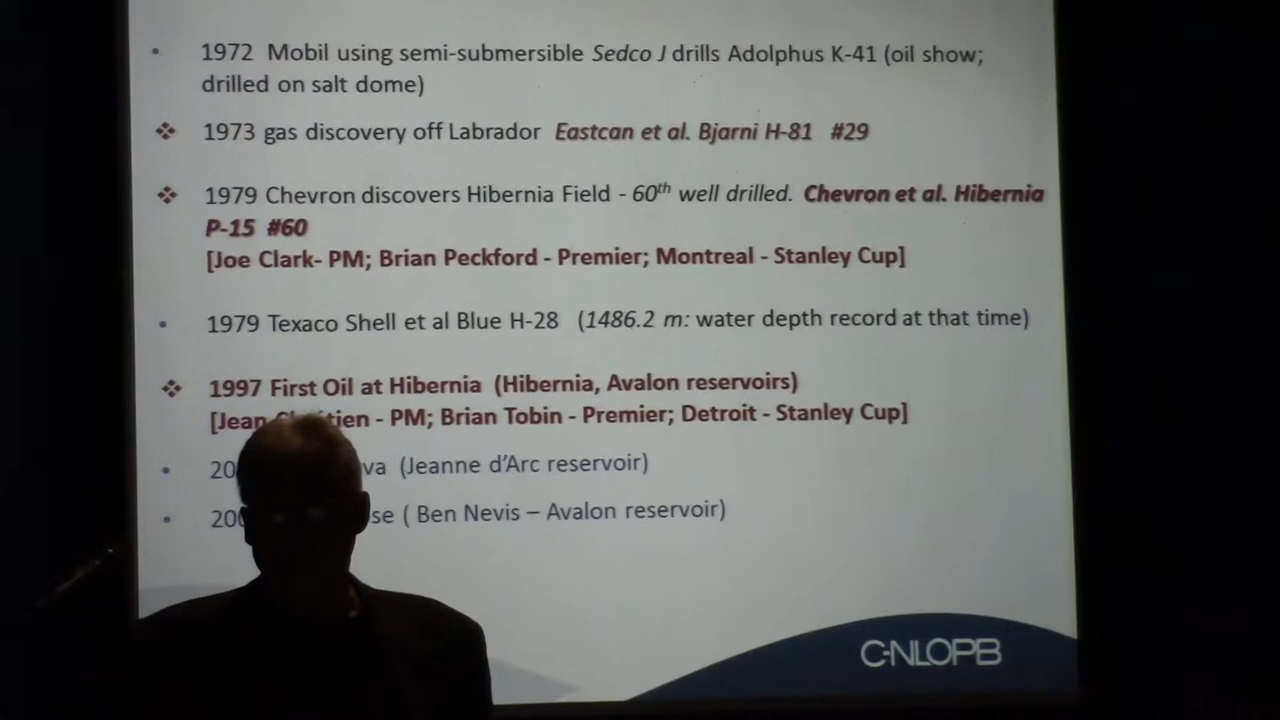 • 1972 Mobil using semi-submersible Sedco J drills Adolphus K-41 (oil show;
drilled on salt dome)
❖ 1973 gas discovery off Labrador Eastcan et al. Bjarni H-81 #29
❖ 1979 Chevron discovers Hibernia Field - 60th well drilled. Chevron et al. Hibernia
P-15 #60
[Joe Clark- PM; Brian Peckford - Premier; Montreal - Stanley Cup]
• 1979 Texaco Shell et al Blue H-28 (1486.2 m: water depth record at that time)
❖ 1997 First Oil at Hibernia (Hibernia, Avalon reservoirs)
[Jean - PM; Brian Tobin - Premier; Detroit - Stanley Cup]
• (Jeanne d'Arc reservoir)
• ( Ben Nevis – Avalon reservoir)
C-NLOPB